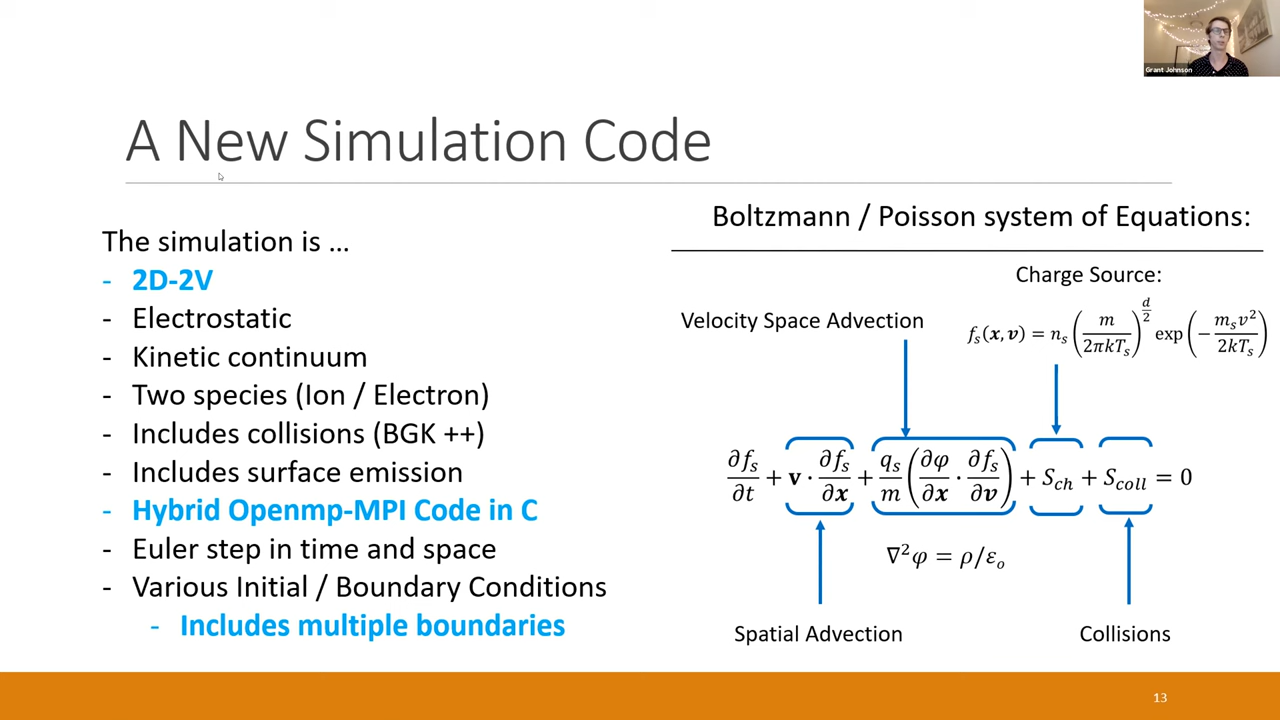 Grant Johnson
A New Simulation Code
The simulation is ...
- 2D-2V
- Electrostatic
- Kinetic continuum
- Two species (Ion / Electron)
- Includes collisions (BGK ++)
- Includes surface emission
- Hybrid Openmp-MPI Code in C
- Euler step in time and space
- Various Initial / Boundary Conditions
- Includes multiple boundaries
Boltzmann / Poisson system of Equations:
Charge Source:
Velocity Space Advection
f_s(x, v) = n_s (m / 2πkT_s)^(d/2) exp(− m_s v² / 2kT_s)
∂f_s/∂t + v · ∂f_s/∂x + q_s/m (∂φ/∂x · ∂f_s/∂v) + S_ch + S_coll = 0
∇²φ = ρ/ε_o
Spatial Advection
Collisions
13